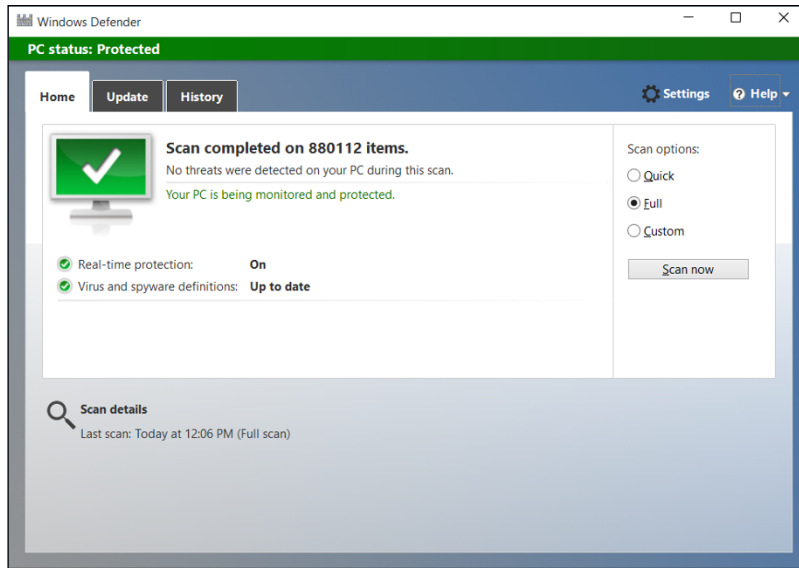 Windows Defender
PC status: Protected
Home Update History Settings Help
Scan completed on 880112 items.
No threats were detected on your PC during this scan.
Your PC is being monitored and protected.
Real-time protection: On
Virus and spyware definitions: Up to date
Scan options:
Quick
Full
Custom
Scan now
Scan details
Last scan: Today at 12:06 PM (Full scan)